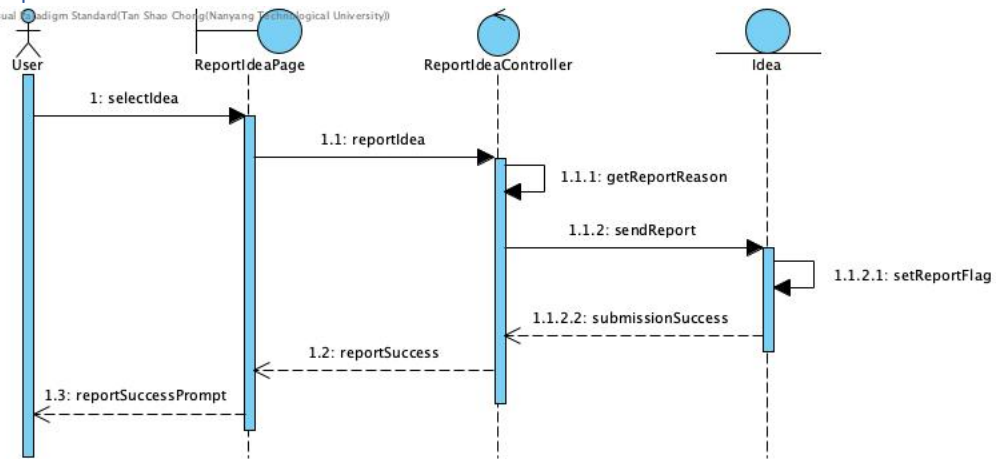 ual Paradigm Standard(Tan Shao Chong(Nanyang Technological University))
User
ReportIdeaPage
ReportIdeaController
Idea
1: selectIdea
1.1: reportIdea
1.1.1: getReportReason
1.1.2: sendReport
1.1.2.1: setReportFlag
1.1.2.2: submissionSuccess
1.2: reportSuccess
1.3: reportSuccessPrompt